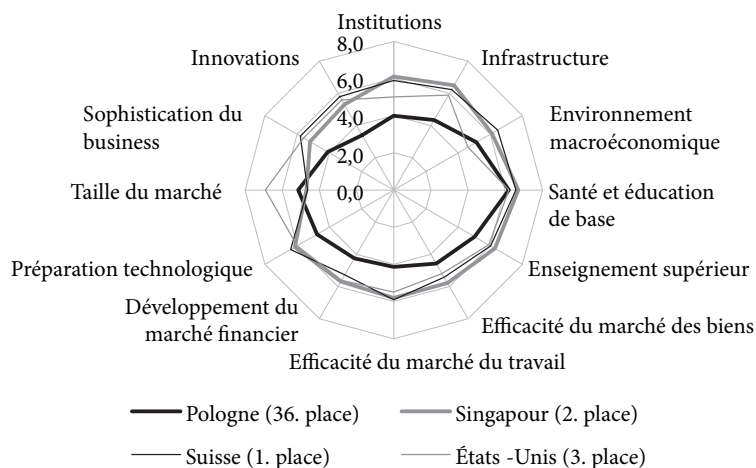 Institutions
8,0
Innovations
Infrastructure
6,0
Sophistication du
business
4,0
Environnement
macroéconomique
2,0
Taille du marché
0,0
Santé et éducation
de base
Préparation technologique
Enseignement supérieur
Développement du
marché financier
Efficacité du marché des biens
Efficacité du marché du travail
Pologne (36. place)
Singapour (2. place)
Suisse (1. place)
États -Unis (3. place)